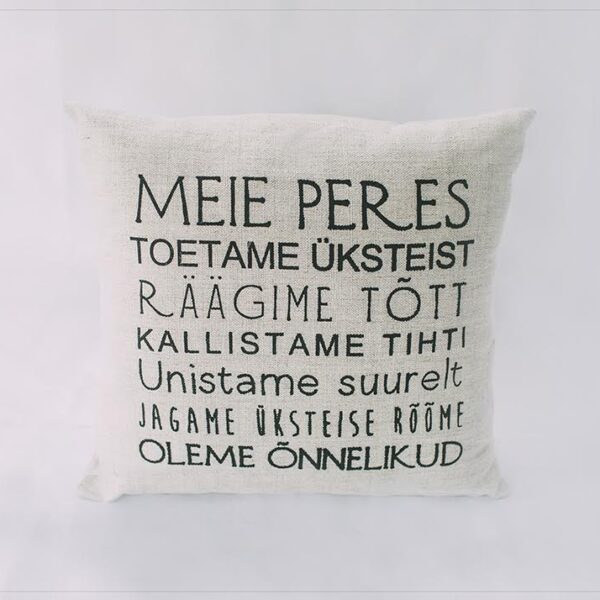 MEIE PERES
TOETAME ÜKSTEIST
RÄÄGIME TÕTT
KALLISTAME TIHTI
Unistame suurelt
JAGAME ÜKSTEISE RÕÕME
OLEME ÕNNELIKUD